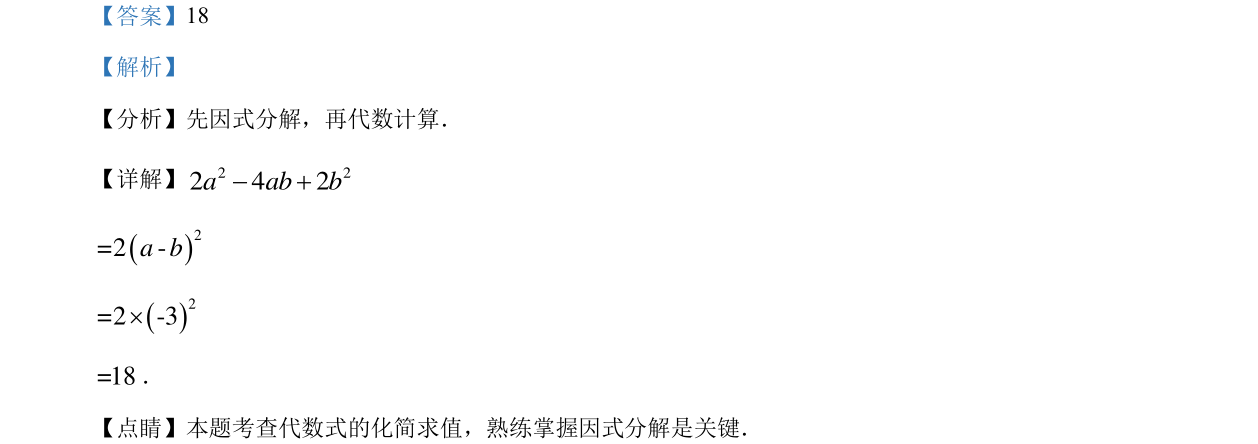 【答案】18
【解析】
【分析】先因式分解，再代数计算．
【详解】2a² − 4ab + 2b²
=2(a-b)²
=2×(-3)²
=18．
【点睛】本题考查代数式的化简求值，熟练掌握因式分解是关键．